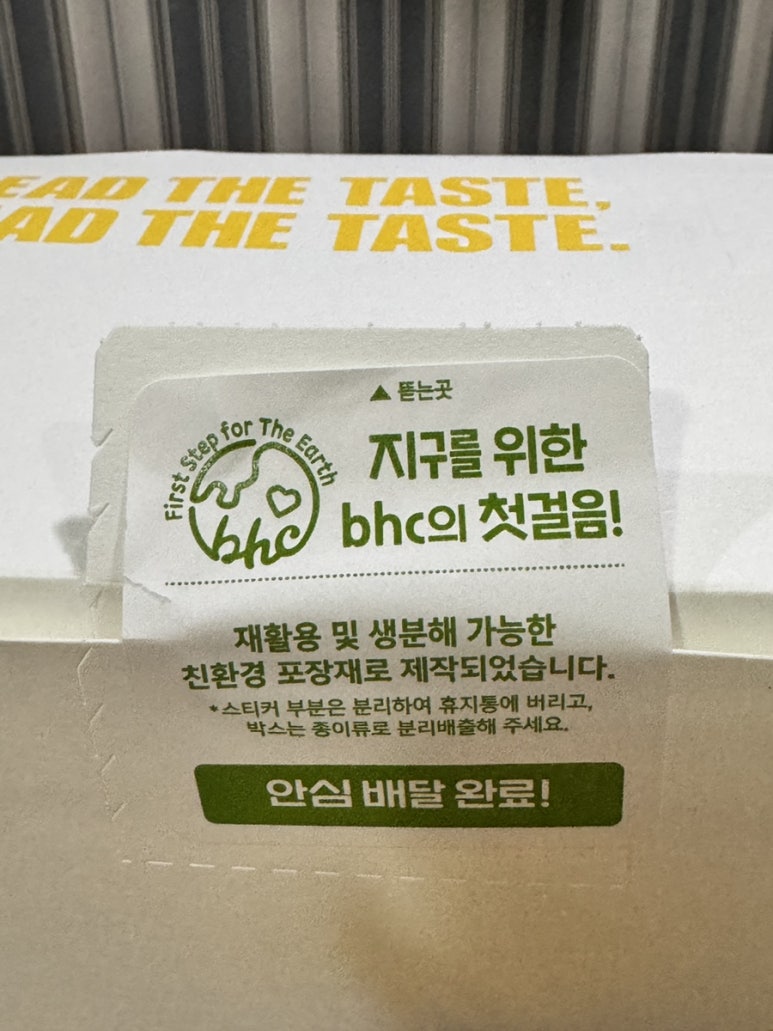 EAD THE TASTE,
AD THE TASTE.
▲ 뜯는곳
First Step for The Earth
bhc
지구를 위한
bhc의 첫걸음!
재활용 및 생분해 가능한
친환경 포장재로 제작되었습니다.
*스티커 부분은 분리하여 휴지통에 버리고,
박스는 종이류로 분리배출해 주세요.
안심 배달 완료!